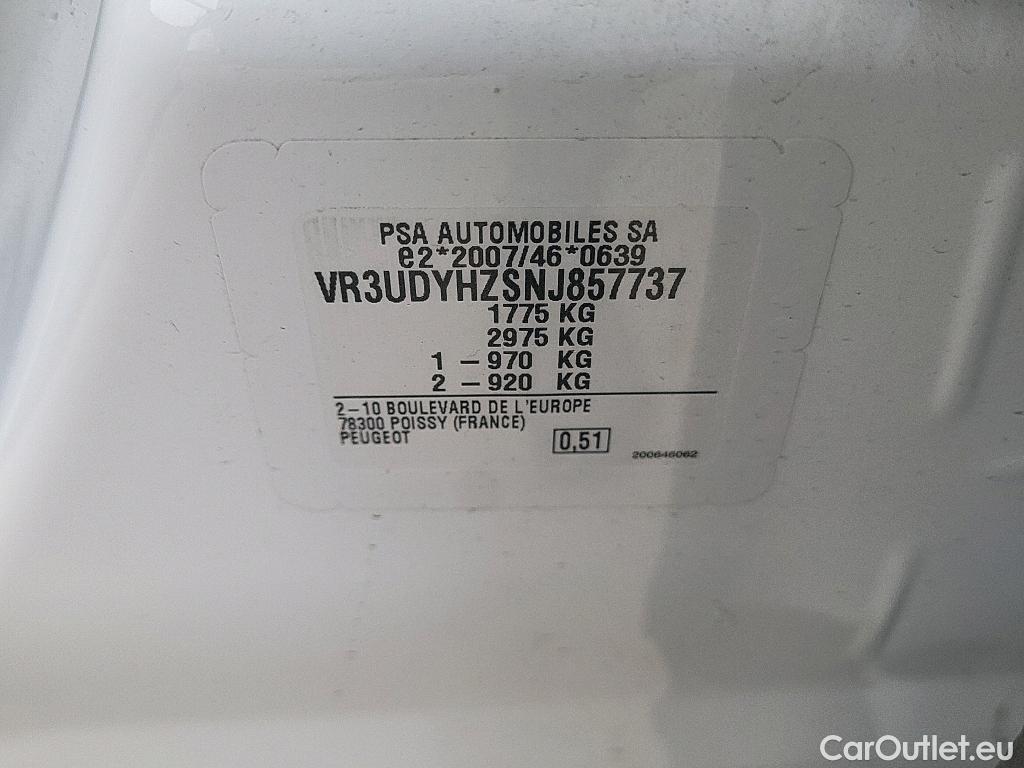 PSA AUTOMOBILES SA
e2*2007/46*0639
VR3UDYHZSNJ857737
1775 KG
2975 KG
1 – 970 KG
2 – 920 KG
2–10 BOULEVARD DE L'EUROPE
78300 POISSY (FRANCE)
PEUGEOT
0,51
200646062
CarOutlet.eu